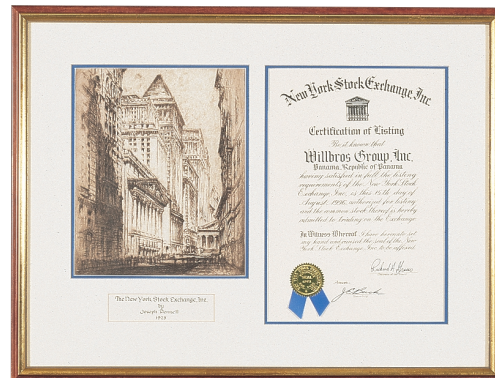 The New York Stock Exchange, Inc.
by
Joseph Pennell
New York Stock Exchange, Inc.
Certification of Listing
Be it known that
Willbros Group, Inc.
Panama, Republic of Panama
having satisfied in full the listing
requirements of the New York Stock
Exchange, Inc., is this 15th day of
August, 1996, authorized for listing
and the common stock thereof is hereby
admitted to trading on the Exchange.
In Witness Whereof, I have hereunto set
my hand and caused the seal of the New
York Stock Exchange, Inc. to be affixed.